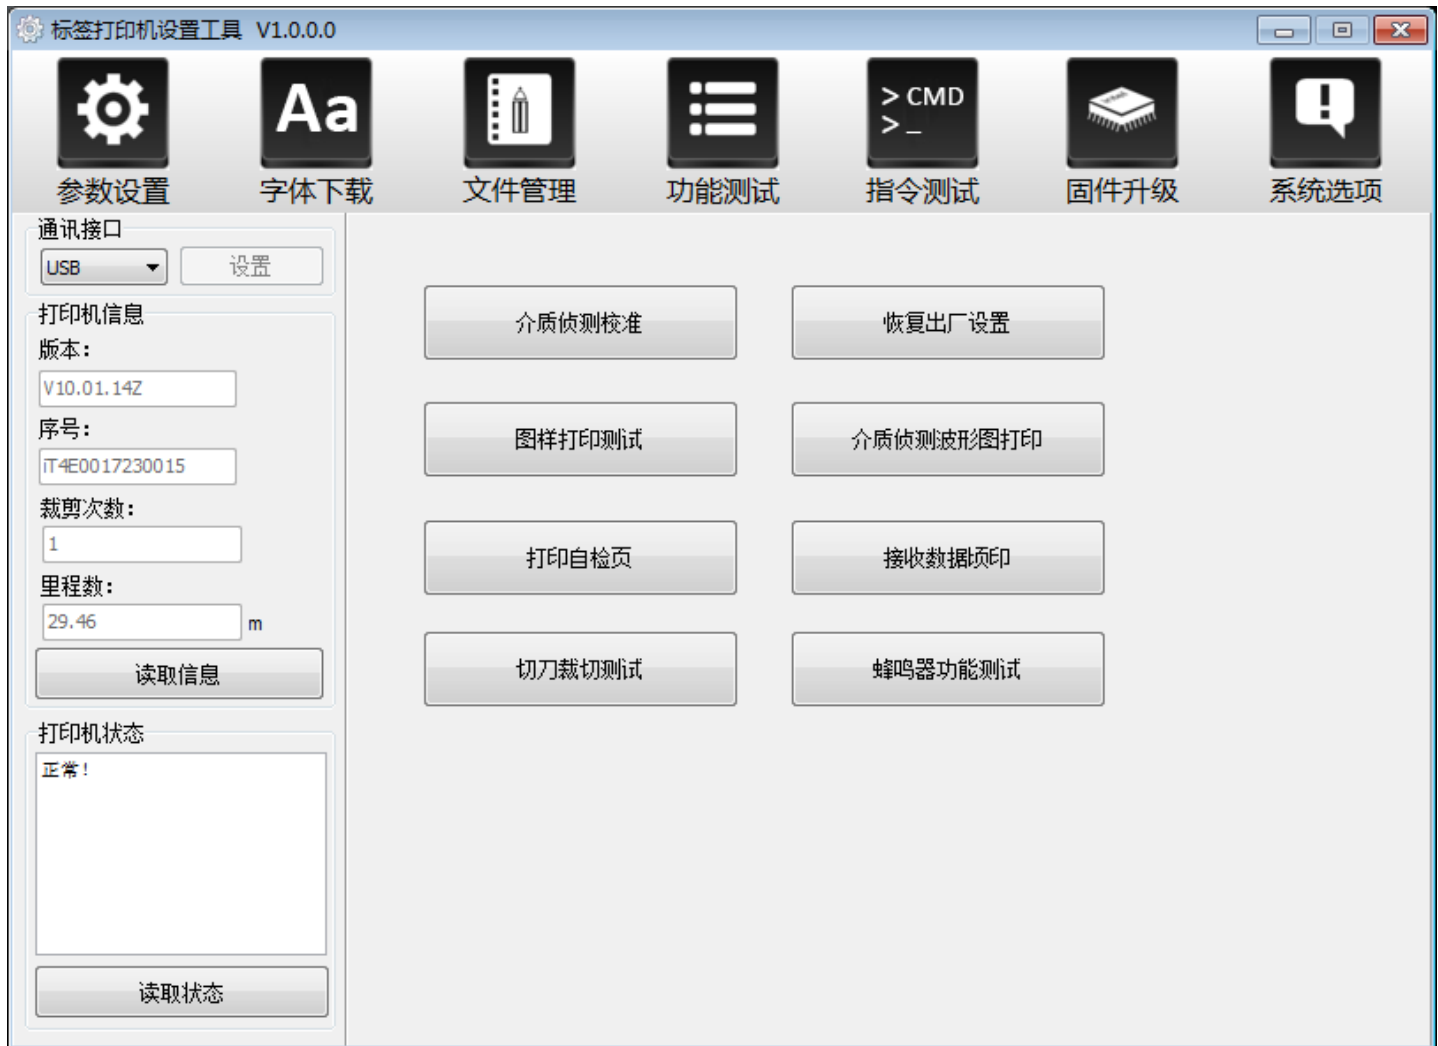 标签打印机设置工具 V1.0.0.0
Aa
> CMD
> _
参数设置
字体下载
文件管理
功能测试
指令测试
固件升级
系统选项
通讯接口
USB
设置
打印机信息
版本：
V10.01.14Z
序号：
iT4E0017230015
裁剪次数：
1
里程数：
29.46 m
读取信息
打印机状态
正常！
读取状态
介质侦测校准
恢复出厂设置
图样打印测试
介质侦测波形图打印
打印自检页
接收数据顷印
切刀裁切测试
蜂鸣器功能测试